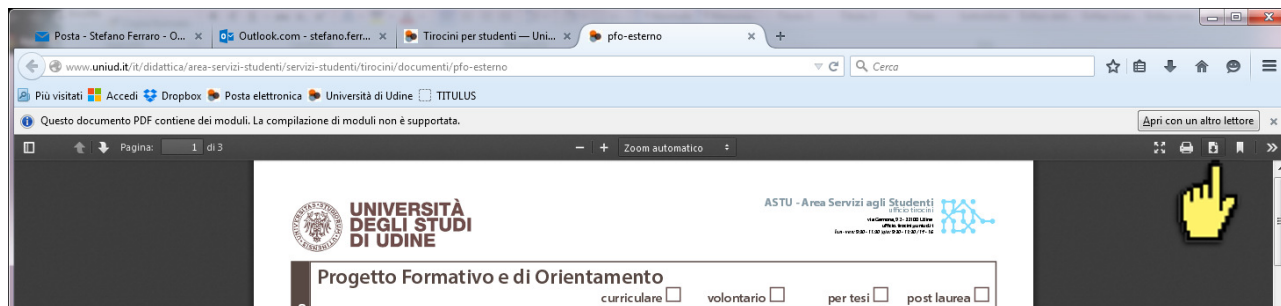 Posta - Stefano Ferraro - O...
Outlook.com - stefano.ferr...
Tirocini per studenti — Uni...
pfo-esterno
www.uniud.it/it/didattica/area-servizi-studenti/servizi-studenti/tirocini/documenti/pfo-esterno
Cerca
Più visitati Accedi Dropbox Posta elettronica Università di Udine TITULUS
Questo documento PDF contiene dei moduli. La compilazione di moduli non è supportata.
Apri con un altro lettore
Pagina: 1 di 3
Zoom automatico
UNIVERSITÀ
DEGLI STUDI
DI UDINE
ASTU - Area Servizi agli Studenti
ufficio tirocini
Progetto Formativo e di Orientamento
curriculare volontario per tesi post laurea